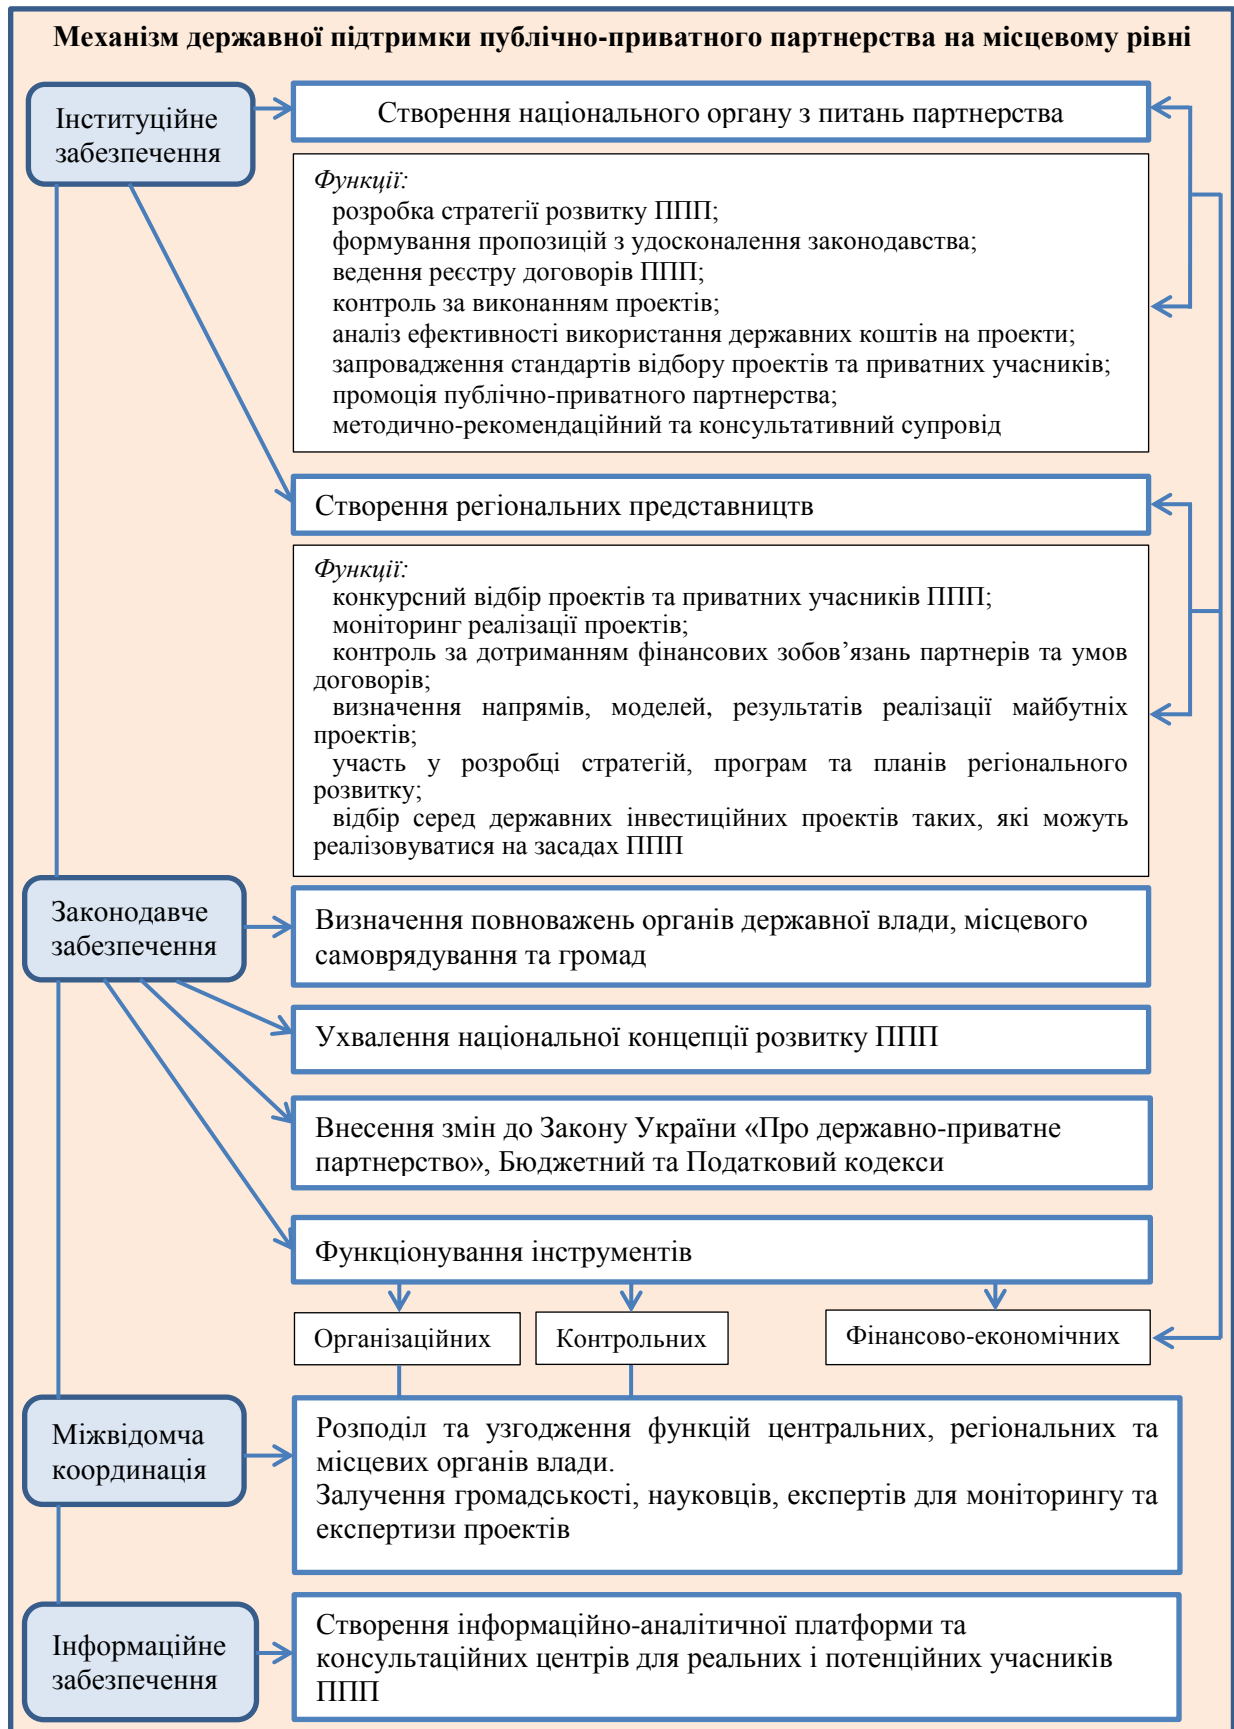 Механізм державної підтримки публічно-приватного партнерства на місцевому рівні
Інституційне
забезпечення
Створення національного органу з питань партнерства
Функції:
розробка стратегії розвитку ППП;
формування пропозицій з удосконалення законодавства;
ведення реєстру договорів ППП;
контроль за виконанням проектів;
аналіз ефективності використання державних коштів на проекти;
запровадження стандартів відбору проектів та приватних учасників;
промоція публічно-приватного партнерства;
методично-рекомендаційний та консультативний супровід
Створення регіональних представництв
Функції:
конкурсний відбір проектів та приватних учасників ППП;
моніторинг реалізації проектів;
контроль за дотриманням фінансових зобов’язань партнерів та умов
договорів;
визначення напрямів, моделей, результатів реалізації майбутніх
проектів;
участь у розробці стратегій, програм та планів регіонального
розвитку;
відбір серед державних інвестиційних проектів таких, які можуть
реалізовуватися на засадах ППП
Законодавче
забезпечення
Визначення повноважень органів державної влади, місцевого
самоврядування та громад
Ухвалення національної концепції розвитку ППП
Внесення змін до Закону України «Про державно-приватне
партнерство», Бюджетний та Податковий кодекси
Функціонування інструментів
Організаційних
Контрольних
Фінансово-економічних
Міжвідомча
координація
Розподіл та узгодження функцій центральних, регіональних та
місцевих органів влади.
Залучення громадськості, науковців, експертів для моніторингу та
експертизи проектів
Інформаційне
забезпечення
Створення інформаційно-аналітичної платформи та
консультаційних центрів для реальних і потенційних учасників
ППП